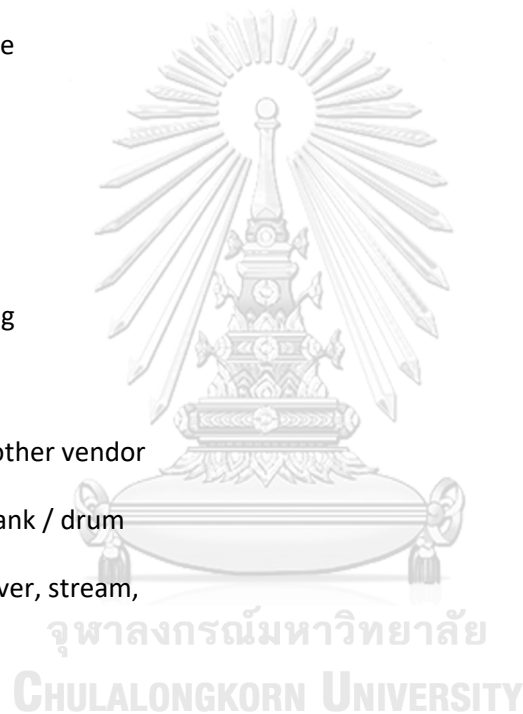 e
g
other vendor
ank / drum
ver, stream,
จุฬาลงกรณ์มหาวิทยาลัย
CHULALONGKORN UNIVERSITY